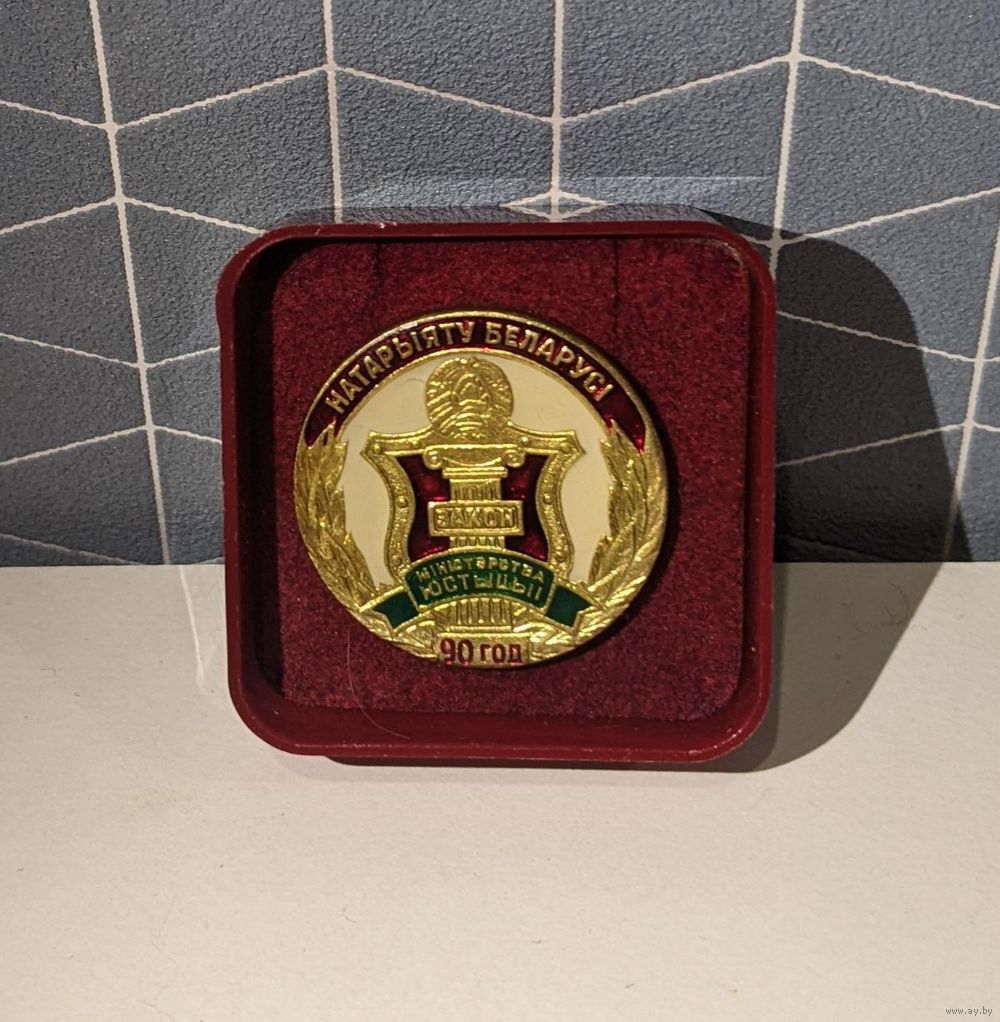 НАТАРЫЯТУ БЕЛАРУСІ
ЗАКОН
МІНІСТЭРСТВА
ЮСТЫЦЫІ
90 ГОД
www.ay.by